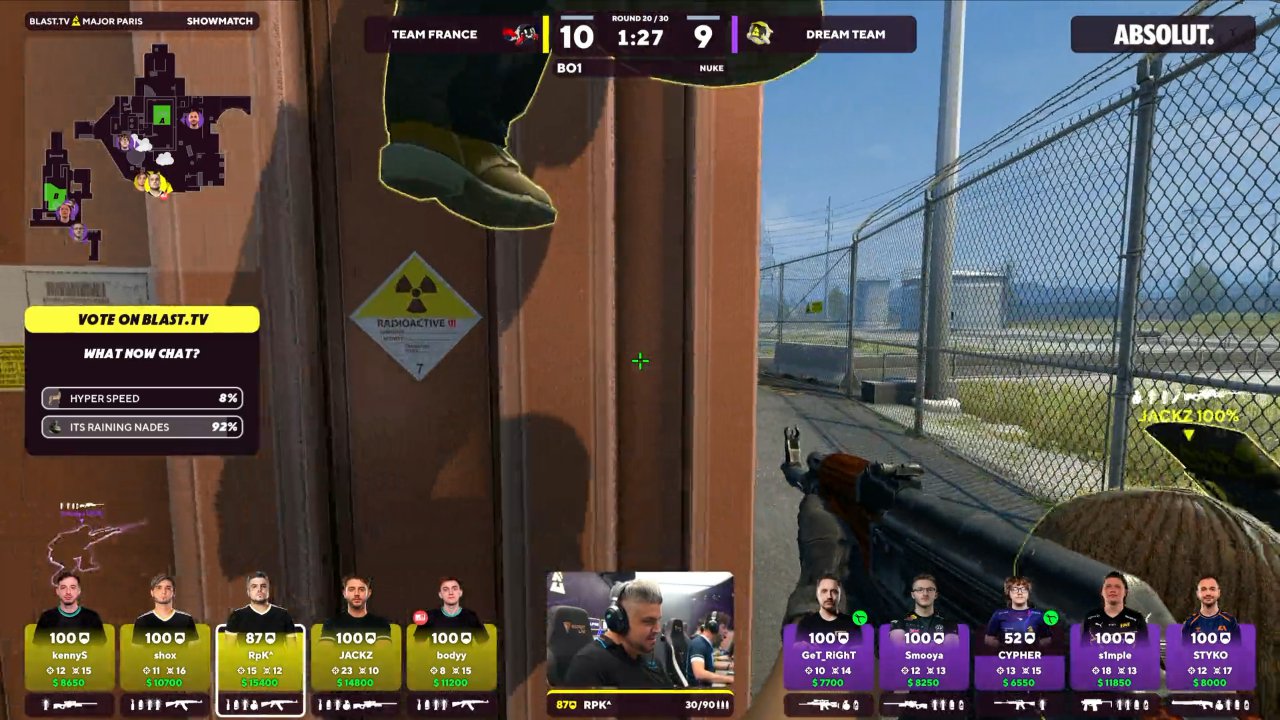 BLAST.TV MAJOR PARIS SHOWMATCH
TEAM FRANCE
10
ROUND 20 / 30
1:27
9
DREAM TEAM
BO1
NUKE
ABSOLUT.
A
B
RADIOACTIVE III
7
VOTE ON BLAST.TV
WHAT NOW CHAT?
HYPER SPEED 8%
ITS RAINING NADES 92%
JACKZ 100%
100 kennyS 12 15 $8650
100 shox 11 16 $10700
87 RpK^ 15 12 $15400
100 JACKZ 23 10 $14800
100 bodyy 8 15 $11200
87 RPK^ 30/90
100 GeT_RiGhT 10 14 $7700
100 Smooya 12 13 $8250
52 CYPHER 13 15 $6550
100 s1mple 18 13 $11850
100 STYKO 12 17 $8000